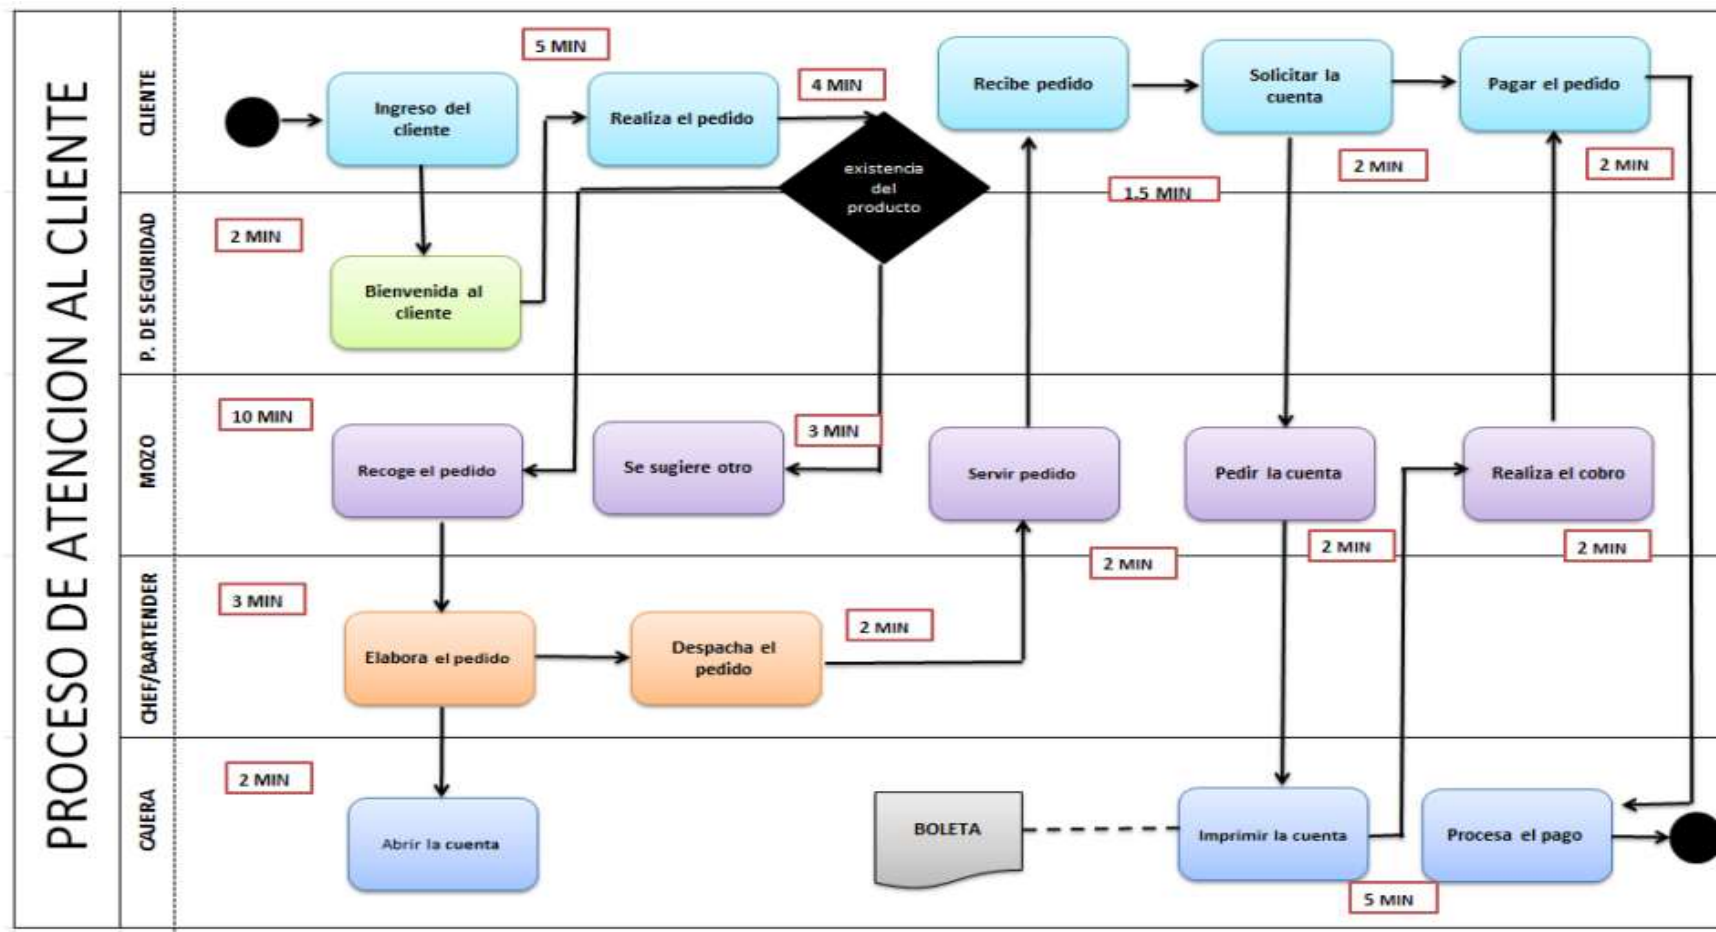 PROCESO DE ATENCION AL CLIENTE
CLIENTE
5 MIN
4 MIN
Ingreso del
cliente
Realiza el pedido
Recibe pedido
Solicitar la
cuenta
Pagar el pedido
existencia
del
producto
1.5 MIN
2 MIN
2 MIN
P. DE SEGURIDAD
2 MIN
Bienvenida al
cliente
MOZO
10 MIN
Recoge el pedido
Se sugiere otro
3 MIN
Servir pedido
Pedir la cuenta
Realiza el cobro
2 MIN
2 MIN
2 MIN
CHEF/BARTENDER
3 MIN
Elabora el pedido
Despacha el
pedido
2 MIN
CAJERA
2 MIN
Abrir la cuenta
BOLETA
Imprimir la cuenta
Procesa el pago
5 MIN